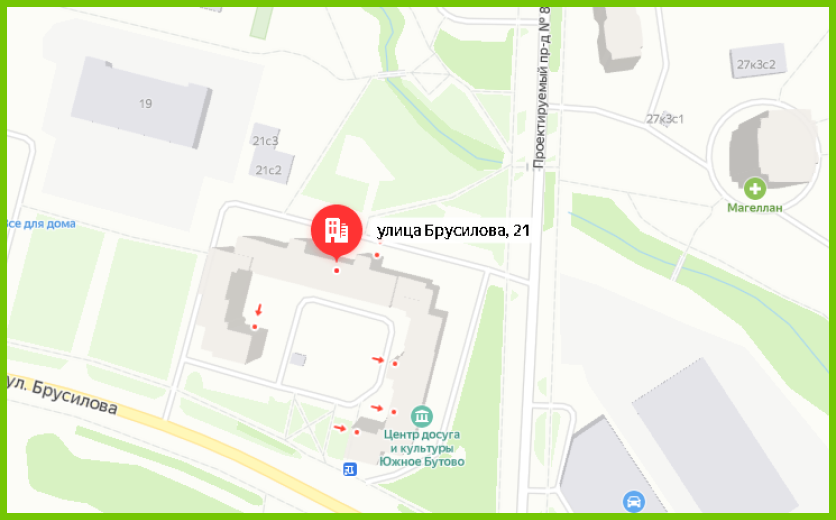 Проектируемый пр-д № 8
27к3с2
19
27к3с1
21с3
21с2
Магеллан
Все для дома
улица Брусилова, 21
ул. Брусилова
Центр досуга
и культуры
Южное Бутово